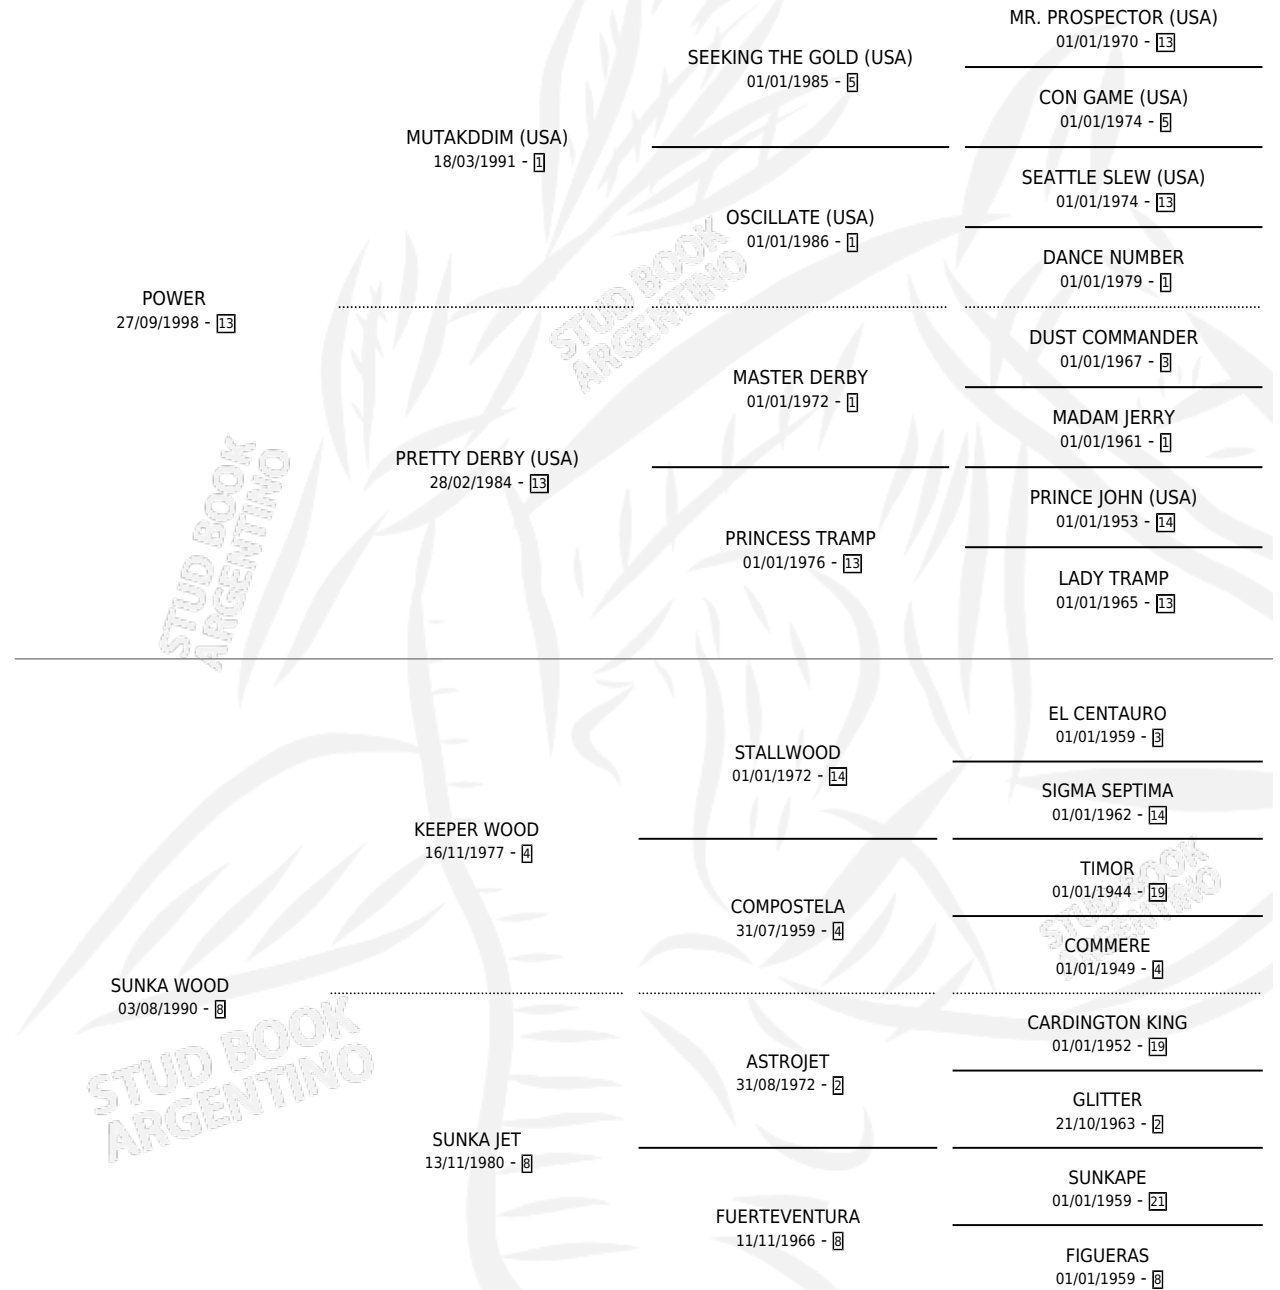 MR. PROSPECTOR (USA)
01/01/1970 - 13
SEEKING THE GOLD (USA)
01/01/1985 - 5
CON GAME (USA)
01/01/1974 - 5
MUTAKDDIM (USA)
18/03/1991 - 1
SEATTLE SLEW (USA)
01/01/1974 - 13
OSCILLATE (USA)
01/01/1986 - 1
DANCE NUMBER
01/01/1979 - 1
POWER
27/09/1998 - 13
STUD BOOK
ARGENTINO
DUST COMMANDER
01/01/1967 - 3
MASTER DERBY
01/01/1972 - 1
MADAM JERRY
01/01/1961 - 1
PRETTY DERBY (USA)
28/02/1984 - 13
PRINCE JOHN (USA)
01/01/1953 - 14
PRINCESS TRAMP
01/01/1976 - 13
LADY TRAMP
01/01/1965 - 13
STUD BOOK
ARGENTINO
EL CENTAURO
01/01/1959 - 3
STALLWOOD
01/01/1972 - 14
SIGMA SEPTIMA
01/01/1962 - 14
KEEPER WOOD
16/11/1977 - 4
TIMOR
01/01/1944 - 19
COMPOSTELA
31/07/1959 - 4
STUD BOOK
ARGENTINO
COMMERE
01/01/1949 - 4
SUNKA WOOD
03/08/1990 - 8
STUD BOOK
ARGENTINO
CARDINGTON KING
01/01/1952 - 19
ASTROJET
31/08/1972 - 2
GLITTER
21/10/1963 - 2
SUNKA JET
13/11/1980 - 8
SUNKAPE
01/01/1959 - 21
FUERTEVENTURA
11/11/1966 - 8
FIGUERAS
01/01/1959 - 8